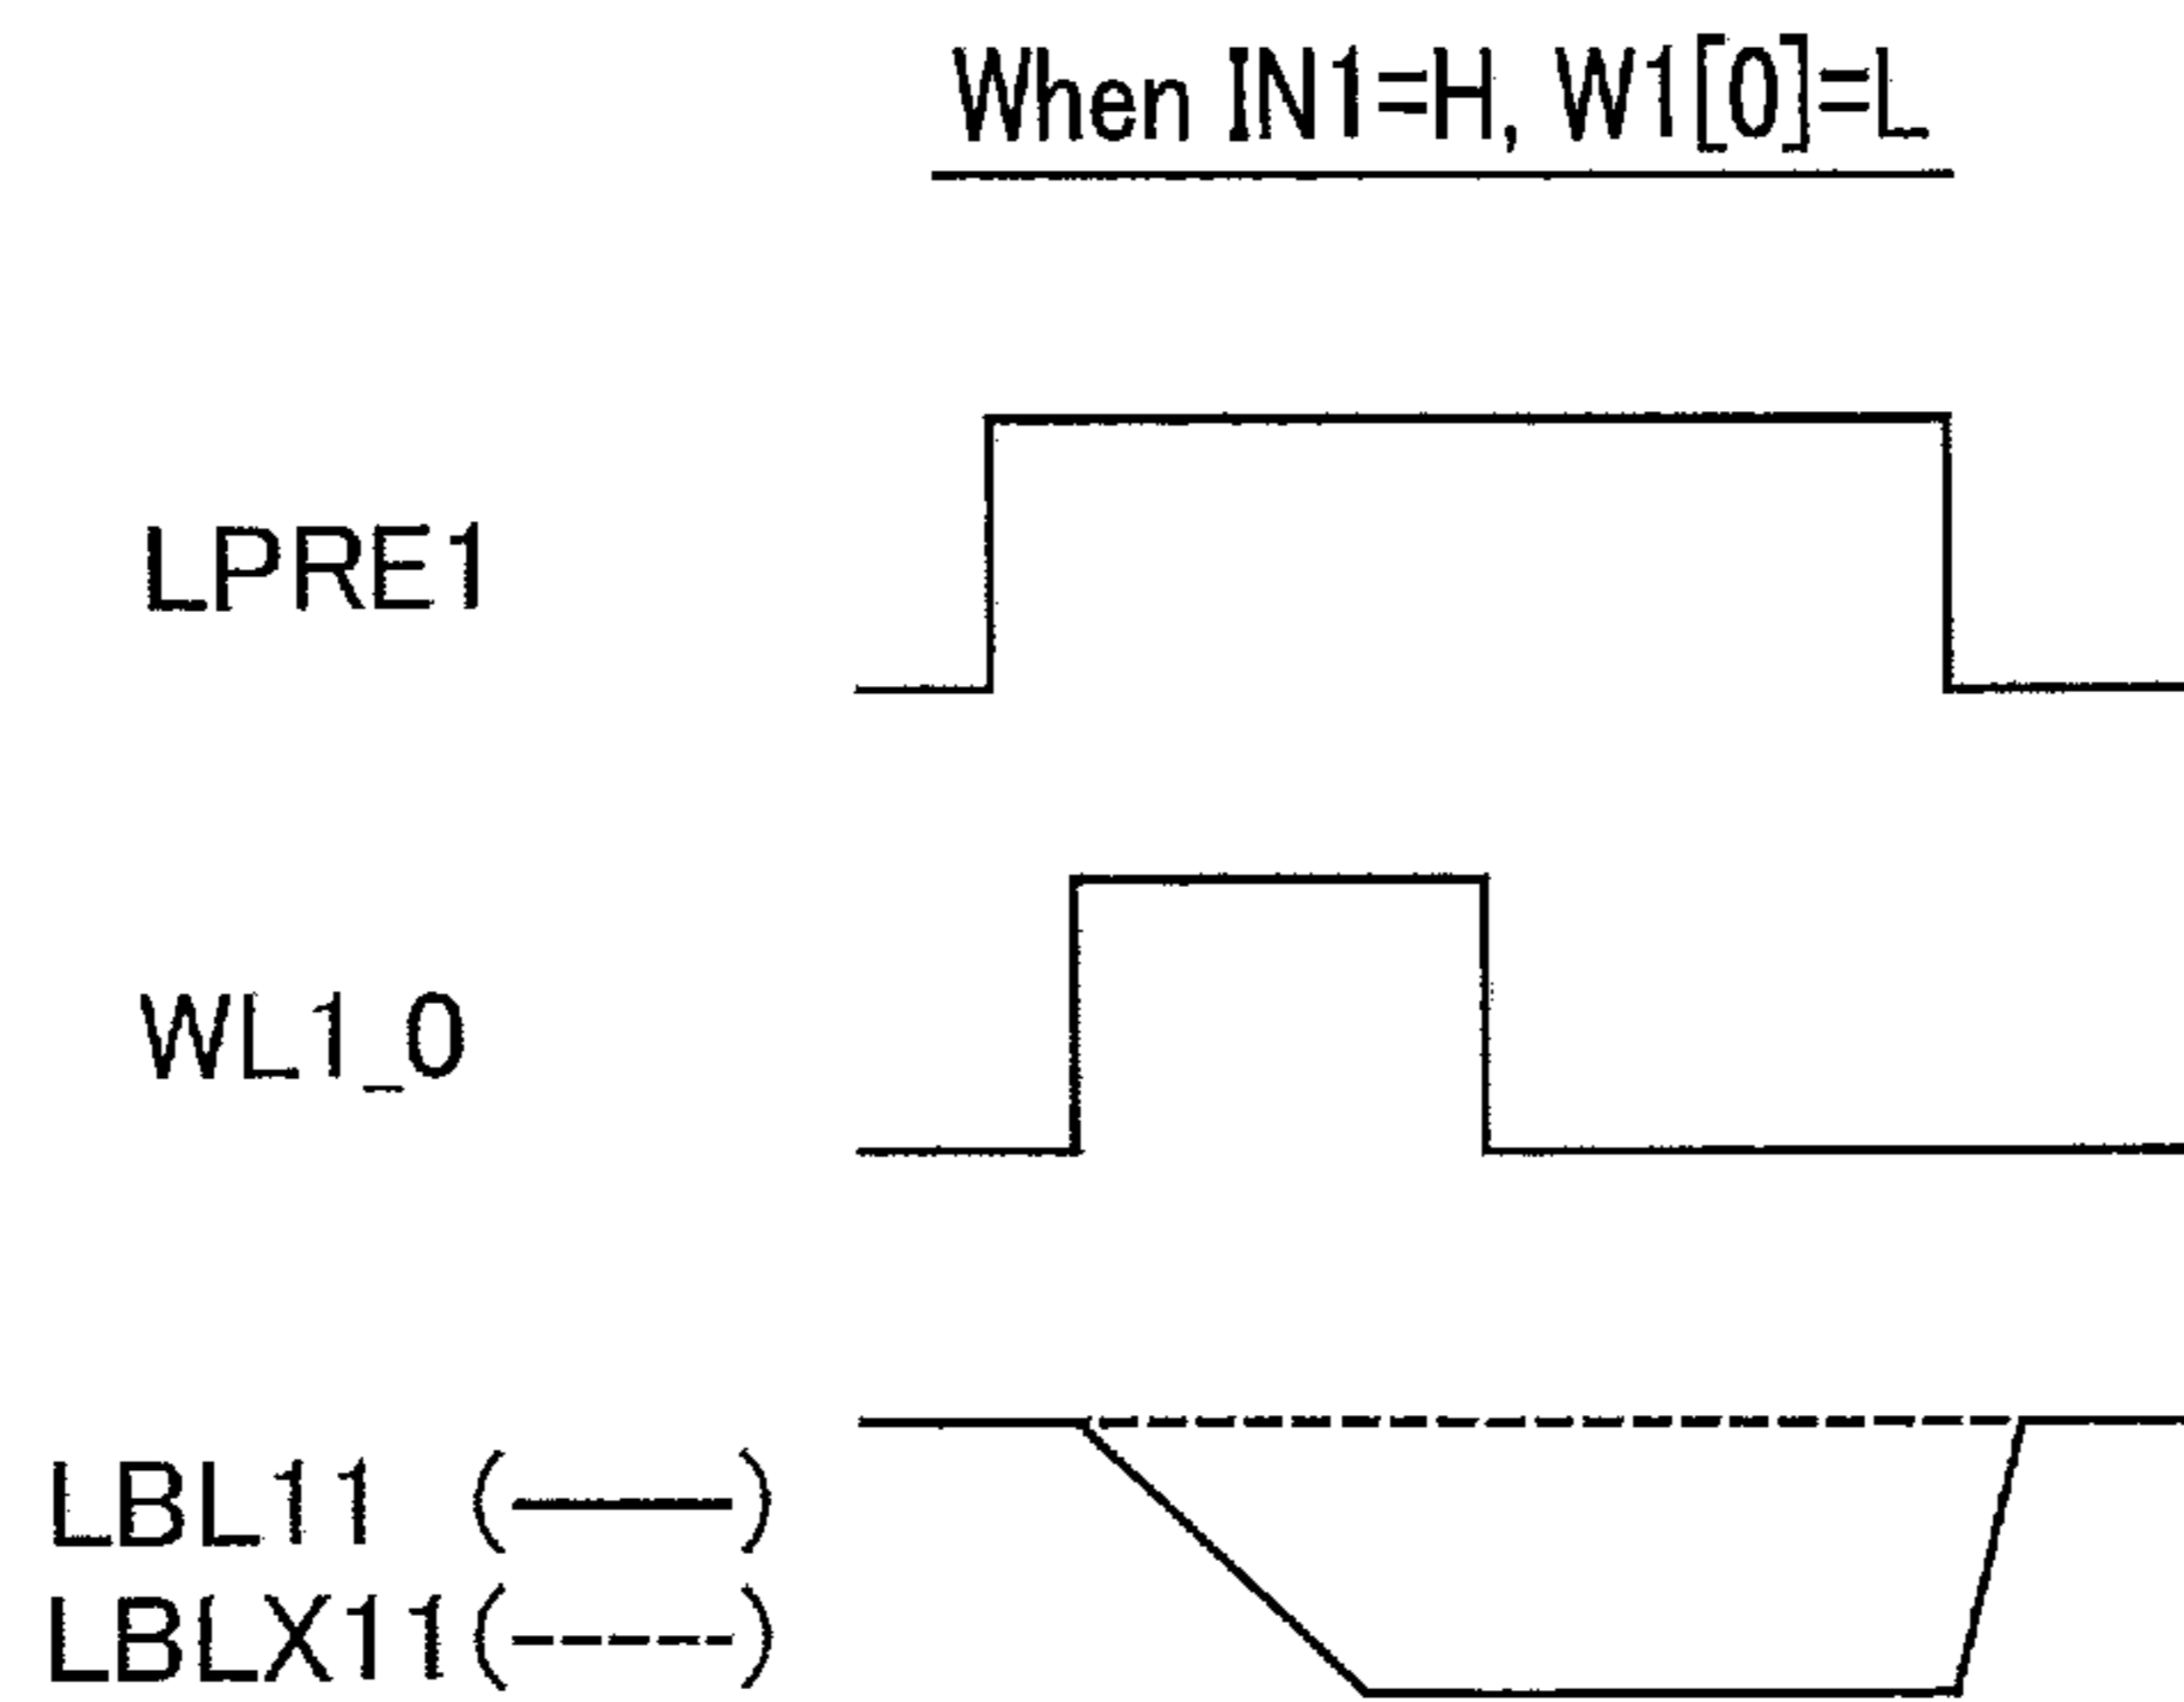 When IN1=H, W1[0]=L
LPRE1
WL1_0
LBL11 (——)
LBLX11(-----)